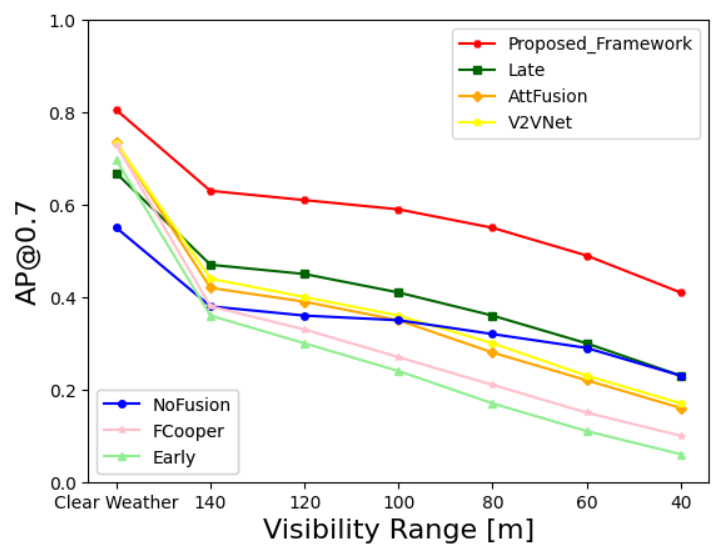 1.0
0.8
0.6
0.4
0.2
0.0
AP@0.7
Proposed_Framework
Late
AttFusion
V2VNet
NoFusion
FCooper
Early
Clear Weather 140 120 100 80 60 40
Visibility Range [m]